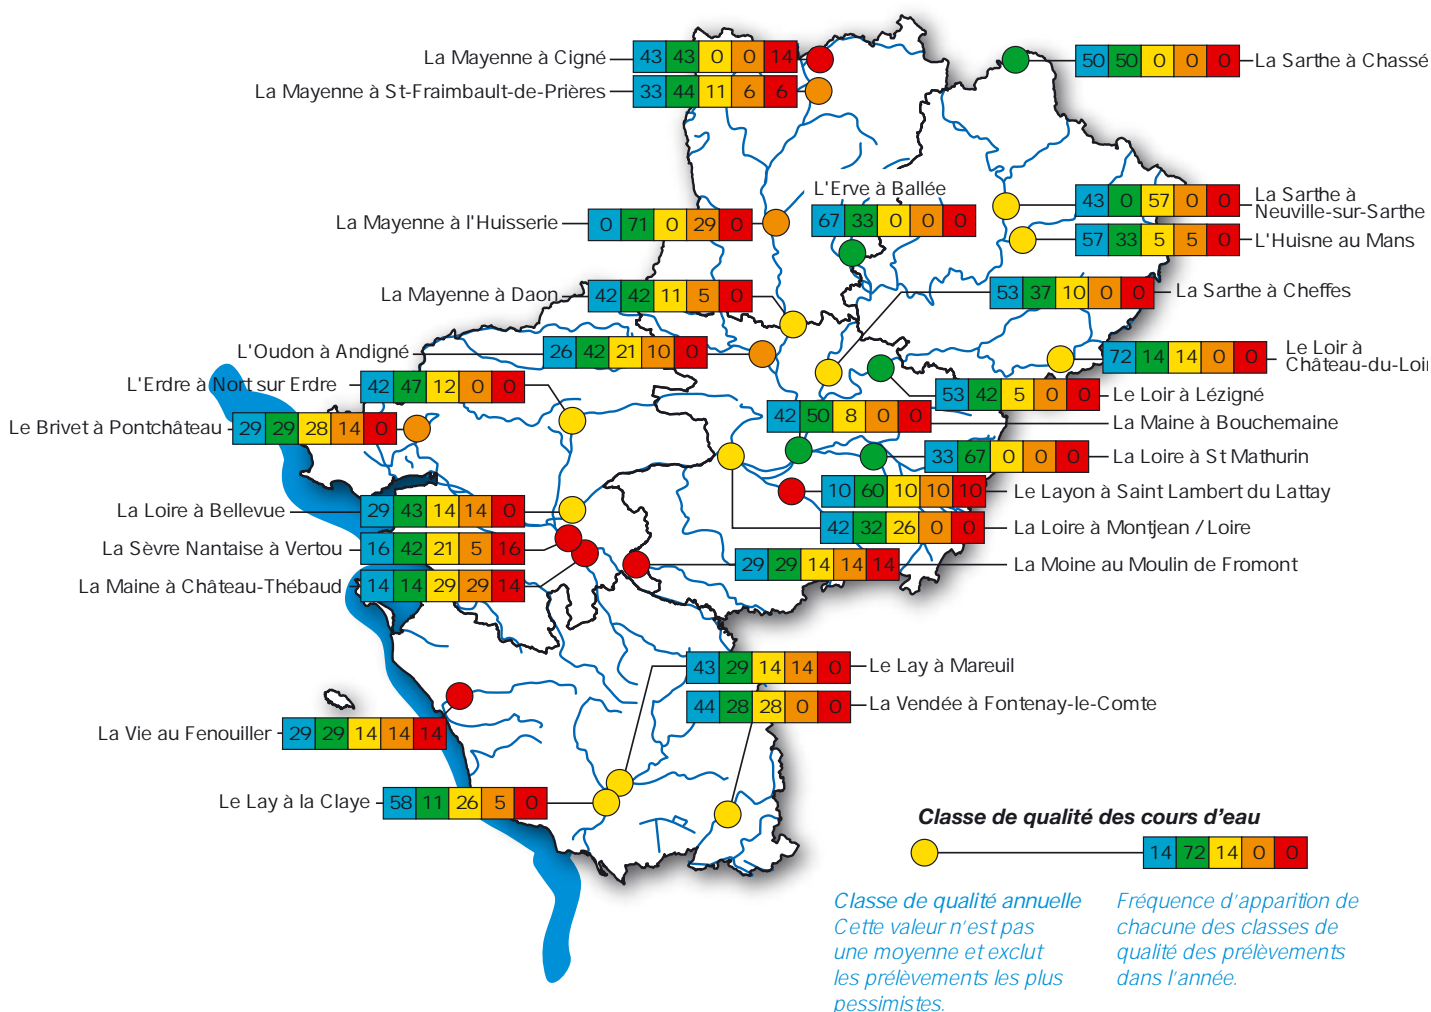 La Mayenne à Cigné 43 43 0 0 14
50 50 0 0 0 La Sarthe à Chassé
La Mayenne à St-Fraimbault-de-Prières 33 44 11 6 6
L'Erve à Ballée
67 33 0 0 0
43 0 57 0 0 La Sarthe à
Neuville-sur-Sarthe
La Mayenne à l'Huisserie 0 71 0 29 0
57 33 5 5 0 L'Huisne au Mans
La Mayenne à Daon 42 42 11 5 0
53 37 10 0 0 La Sarthe à Cheffes
L'Oudon à Andigné 26 42 21 10 0
72 14 14 0 0 Le Loir à
Château-du-Loir
L'Erdre à Nort sur Erdre 42 47 12 0 0
53 42 5 0 0 Le Loir à Lézigné
Le Brivet à Pontchâteau 29 29 28 14 0
42 50 8 0 0 La Maine à Bouchemaine
33 67 0 0 0 La Loire à St Mathurin
10 60 10 10 10 Le Layon à Saint Lambert du Lattay
La Loire à Bellevue 29 43 14 14 0
42 32 26 0 0 La Loire à Montjean / Loire
La Sèvre Nantaise à Vertou 16 42 21 5 16
29 29 14 14 14 La Moine au Moulin de Fromont
La Maine à Château-Thébaud 14 14 29 29 14
43 29 14 14 0 Le Lay à Mareuil
44 28 28 0 0 La Vendée à Fontenay-le-Comte
La Vie au Fenouiller 29 29 14 14 14
Le Lay à la Claye 58 11 26 5 0
Classe de qualité des cours d'eau
14 72 14 0 0
Classe de qualité annuelle
Cette valeur n'est pas
une moyenne et exclut
les prélèvements les plus
pessimistes.
Fréquence d'apparition de
chacune des classes de
qualité des prélèvements
dans l'année.